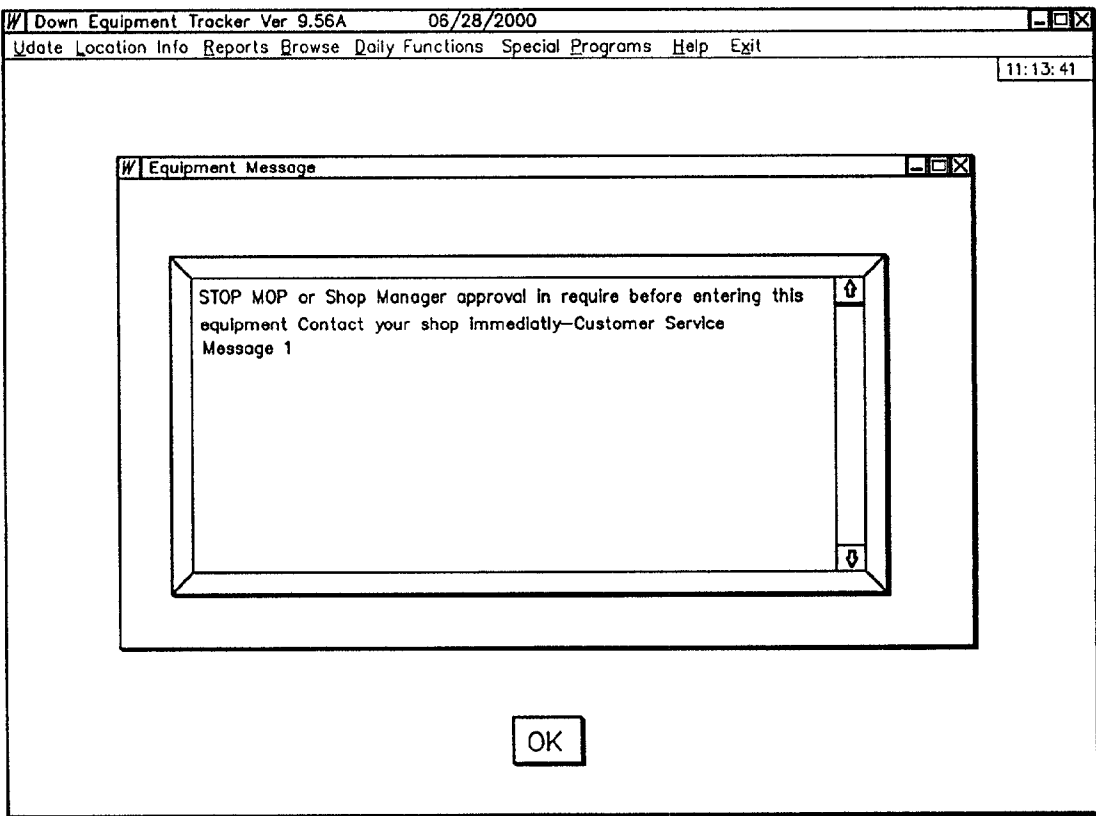 W Down Equipment Tracker Ver 9.56A 06/28/2000
Udate Location Info Reports Browse Daily Functions Special Programs Help Exit
11:13:41
W Equipment Message
STOP MOP or Shop Manager approval in require before entering this
equipment Contact your shop immediatly–Customer Service
Message 1
OK